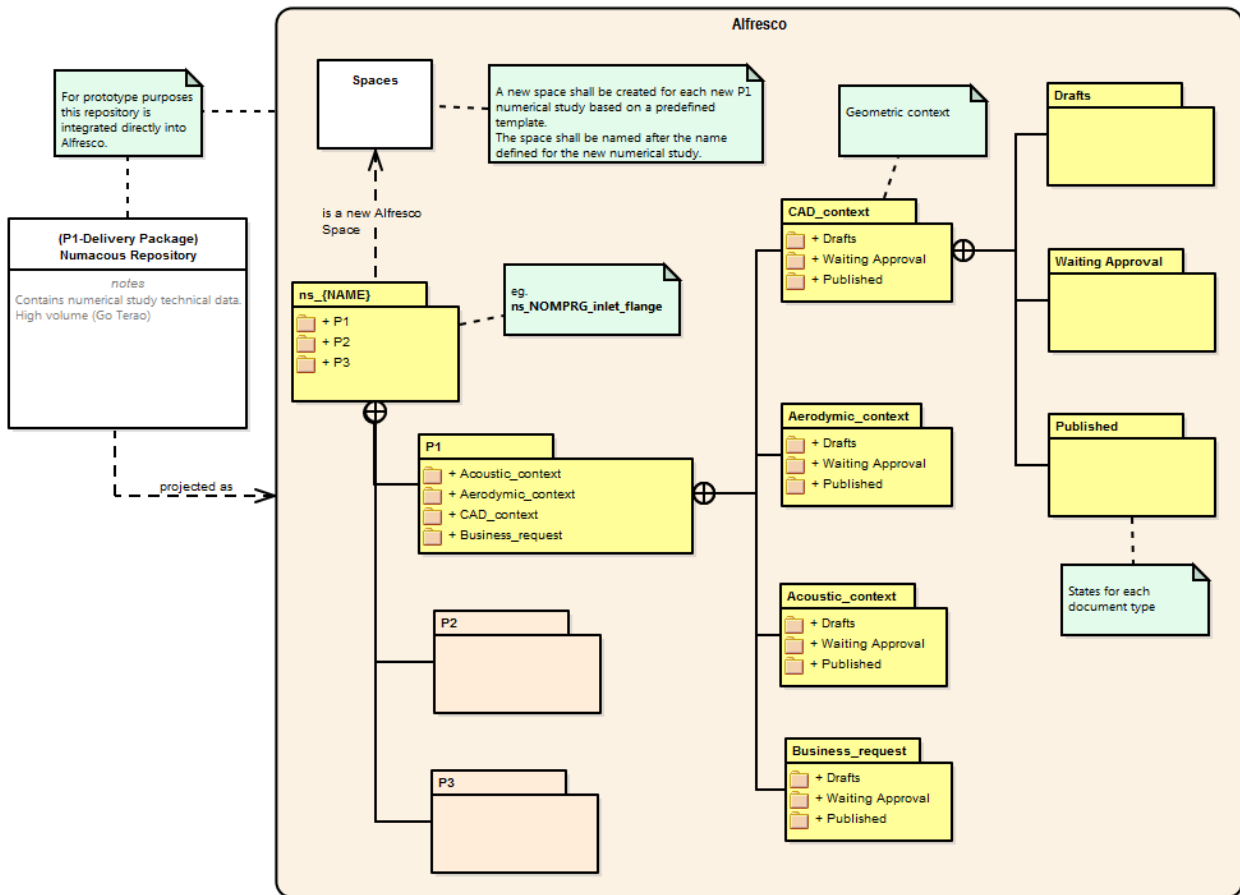 Alfresco
For prototype purposes
this repository is
integrated directly into
Alfresco.
Spaces
A new space shall be created for each new P1
numerical study based on a predefined
template.
The space shall be named after the name
defined for the new numerical study.
Geometric context
Drafts
(P1-Delivery Package)
Numacous Repository
notes
Contains numerical study technical data.
High volume (Go Terao)
is a new Alfresco
Space
CAD_context
+ Drafts
+ Waiting Approval
+ Published
Waiting Approval
ns_{NAME}
+ P1
+ P2
+ P3
eg.
ns_NOMPRG_inlet_flange
Aerodymic_context
+ Drafts
+ Waiting Approval
+ Published
Published
P1
+ Acoustic_context
+ Aerodymic_context
+ CAD_context
+ Business_request
projected as
Acoustic_context
+ Drafts
+ Waiting Approval
+ Published
States for each
document type
P2
Business_request
+ Drafts
+ Waiting Approval
+ Published
P3